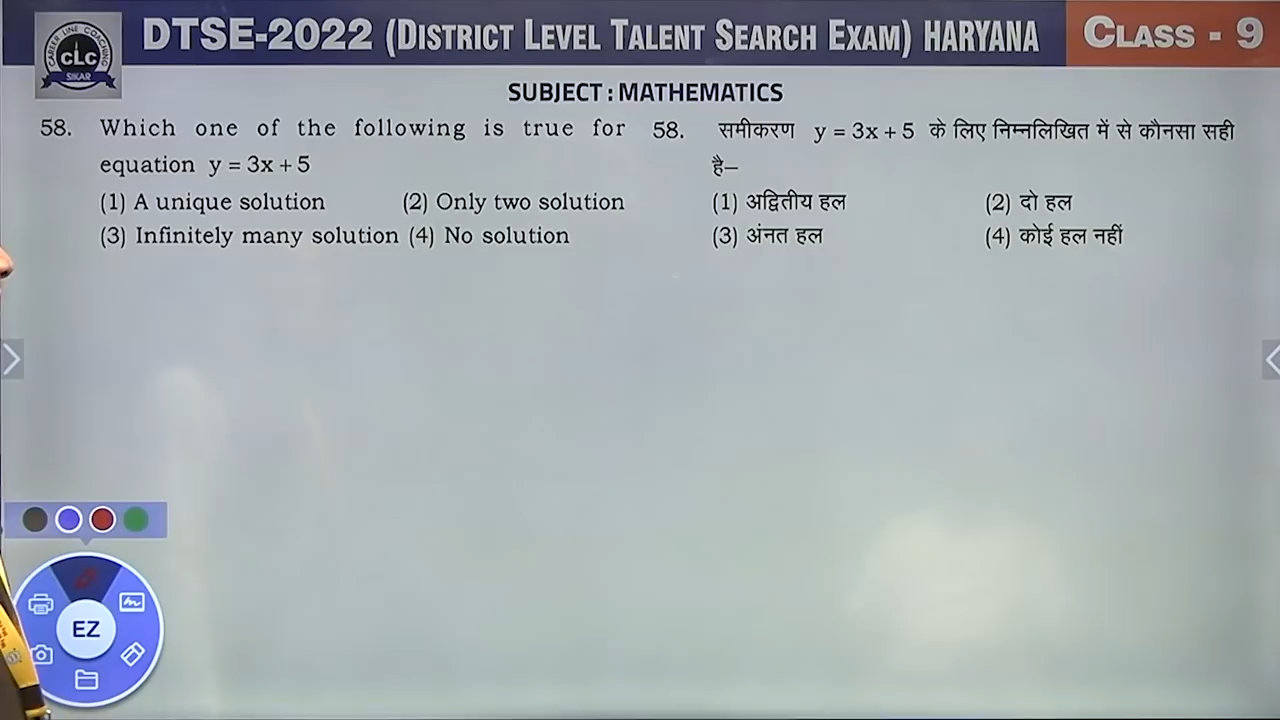 DTSE-2022 (DISTRICT LEVEL TALENT SEARCH EXAM) HARYANA
CLASS - 9
CAREER LINE COACHING
CLC
SIKAR
SUBJECT : MATHEMATICS
58. Which one of the following is true for
equation y = 3x + 5
(1) A unique solution (2) Only two solution
(3) Infinitely many solution (4) No solution
58. समीकरण y = 3x + 5 के लिए निम्नलिखित में से कौनसा सही
है–
(1) अद्वितीय हल (2) दो हल
(3) अंनत हल (4) कोई हल नहीं
EZ